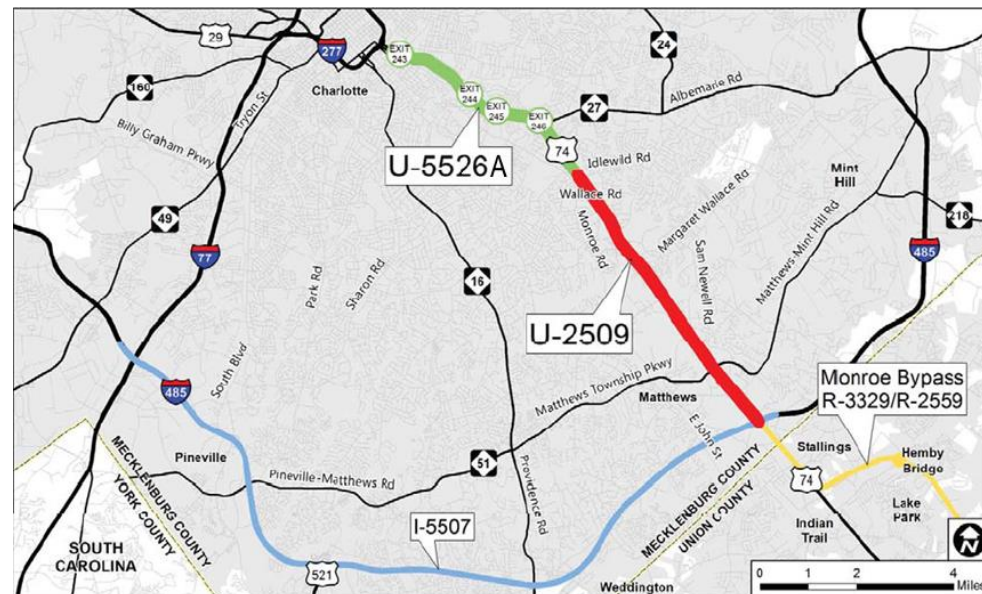 29
277
EXIT
243
24
160
Charlotte
EXIT
244
EXIT
245
EXIT
246
27
Albemarle Rd
Tryon St
Billy Graham Pkwy
U-5526A
74
Idlewild Rd
Wallace Rd
Mint
Hill
49
Monroe Rd
Margaret Wallace Rd
Sam Newell Rd
Matthews-Mint Hill Rd
218
77
485
Park Rd
Sharon Rd
16
U-2509
South Blvd
485
Matthews Township Pkwy
Matthews
Monroe Bypass
R-3329/R-2559
E John St
Stallings
Hemby
Bridge
MECKLENBURG COUNTY
YORK COUNTY
Pineville
Pineville-Matthews Rd
51
Providence Rd
MECKLENBURG COUNTY
UNION COUNTY
74
Lake
Park
I-5507
Indian
Trail
N
SOUTH
CAROLINA
521
Weddington
0 1 2 4
Miles